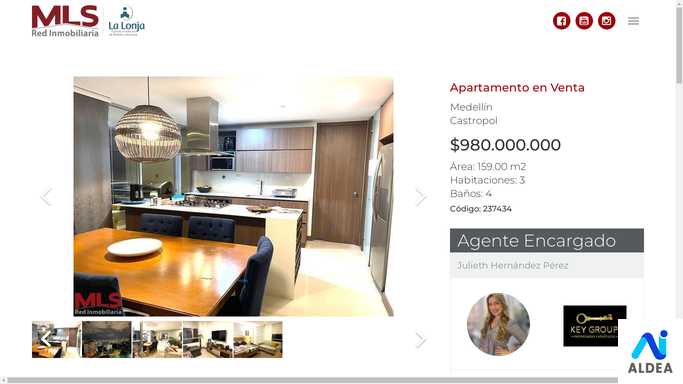 MLS
Red Inmobiliaria
La Lonja
Apartamento en Venta
Medellín
Castropol
$980.000.000
Área: 159.00 m2
Habitaciones: 3
Baños: 4
Código: 237434
Agente Encargado
Julieth Hernández Pérez
KEY GROUP
MLS
Red Inmobiliaria
ALDEA